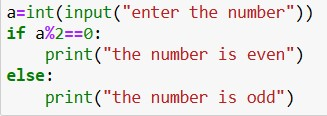 a=int(input("enter the number"))
if a%2==0:
    print("the number is even")
else:
    print("the number is odd")